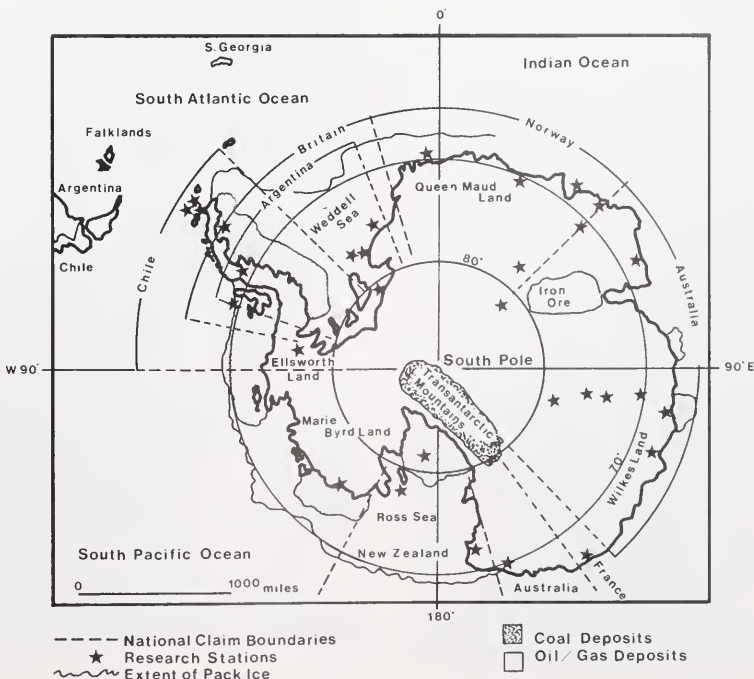 0°
S. Georgia
Indian Ocean
South Atlantic Ocean
Falklands
Britain
Norway
Argentina
Argentina
Queen Maud
Land
Weddell
Sea
Chile
Chile
80°
Australia
Iron
Ore
South Pole
W 90°
90° E
Ellsworth
Land
Transantarctic
Mountains
Marie
Byrd Land
70°
Wilkes Land
Ross Sea
South Pacific Ocean
New Zealand
0 1000 miles
Australia
France
180°
National Claim Boundaries
Research Stations
Extent of Pack Ice
Coal Deposits
Oil/Gas Deposits